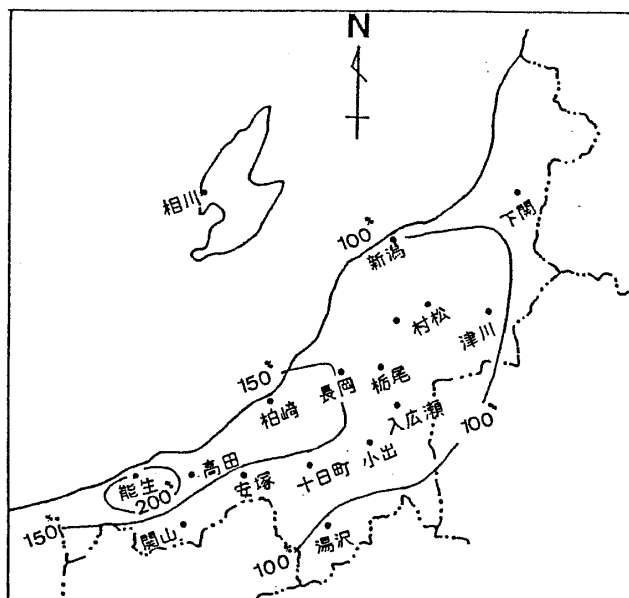 N
相川
下関
100%
新潟
村松
津川
150%
長岡
栃尾
柏崎
入広瀬
100%
小出
高田
能生
安塚
十日町
200%
150%
関山
湯沢
100%